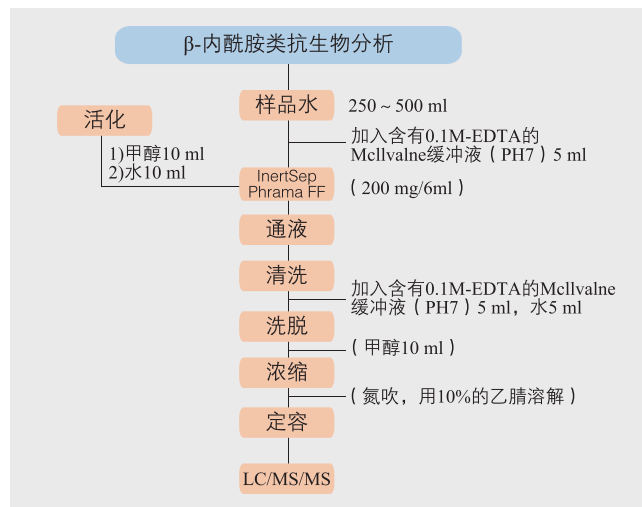 β-内酰胺类抗生物分析
样品水
250～500 ml
活化
加入含有0.1M-EDTA的
Mcllvalne缓冲液（PH7）5 ml
1)甲醇10 ml
2)水10 ml
InertSep
Phrama FF
（200 mg/6ml）
通液
清洗
加入含有0.1M-EDTA的Mcllvalne
缓冲液（PH7）5 ml，水5 ml
洗脱
（甲醇10 ml）
浓缩
（氮吹，用10%的乙腈溶解）
定容
LC/MS/MS